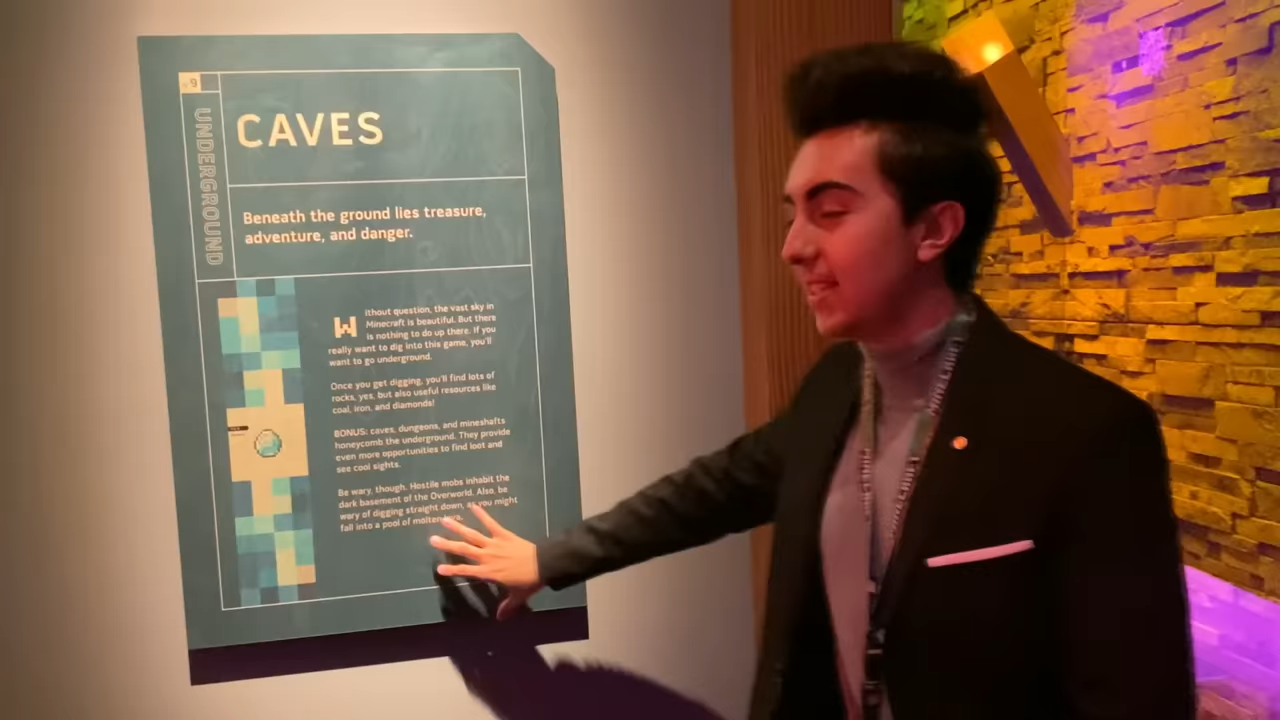 9
UNDERGROUND
CAVES
Beneath the ground lies treasure,
adventure, and danger.
Without question, the vast sky in
Minecraft is beautiful. But there
is nothing to do up there. If you
really want to dig into this game, you'll
want to go underground.
Once you get digging, you'll find lots of
rocks, yes, but also useful resources like
coal, iron, and diamonds!
BONUS: caves, dungeons, and mineshafts
honeycomb the underground. They provide
even more opportunities to find loot and
see cool sights.
Be wary, though. Hostile mobs inhabit the
dark basement of the Overworld. Also, be
wary of digging straight down, as you might
fall into a pool of molten lava.